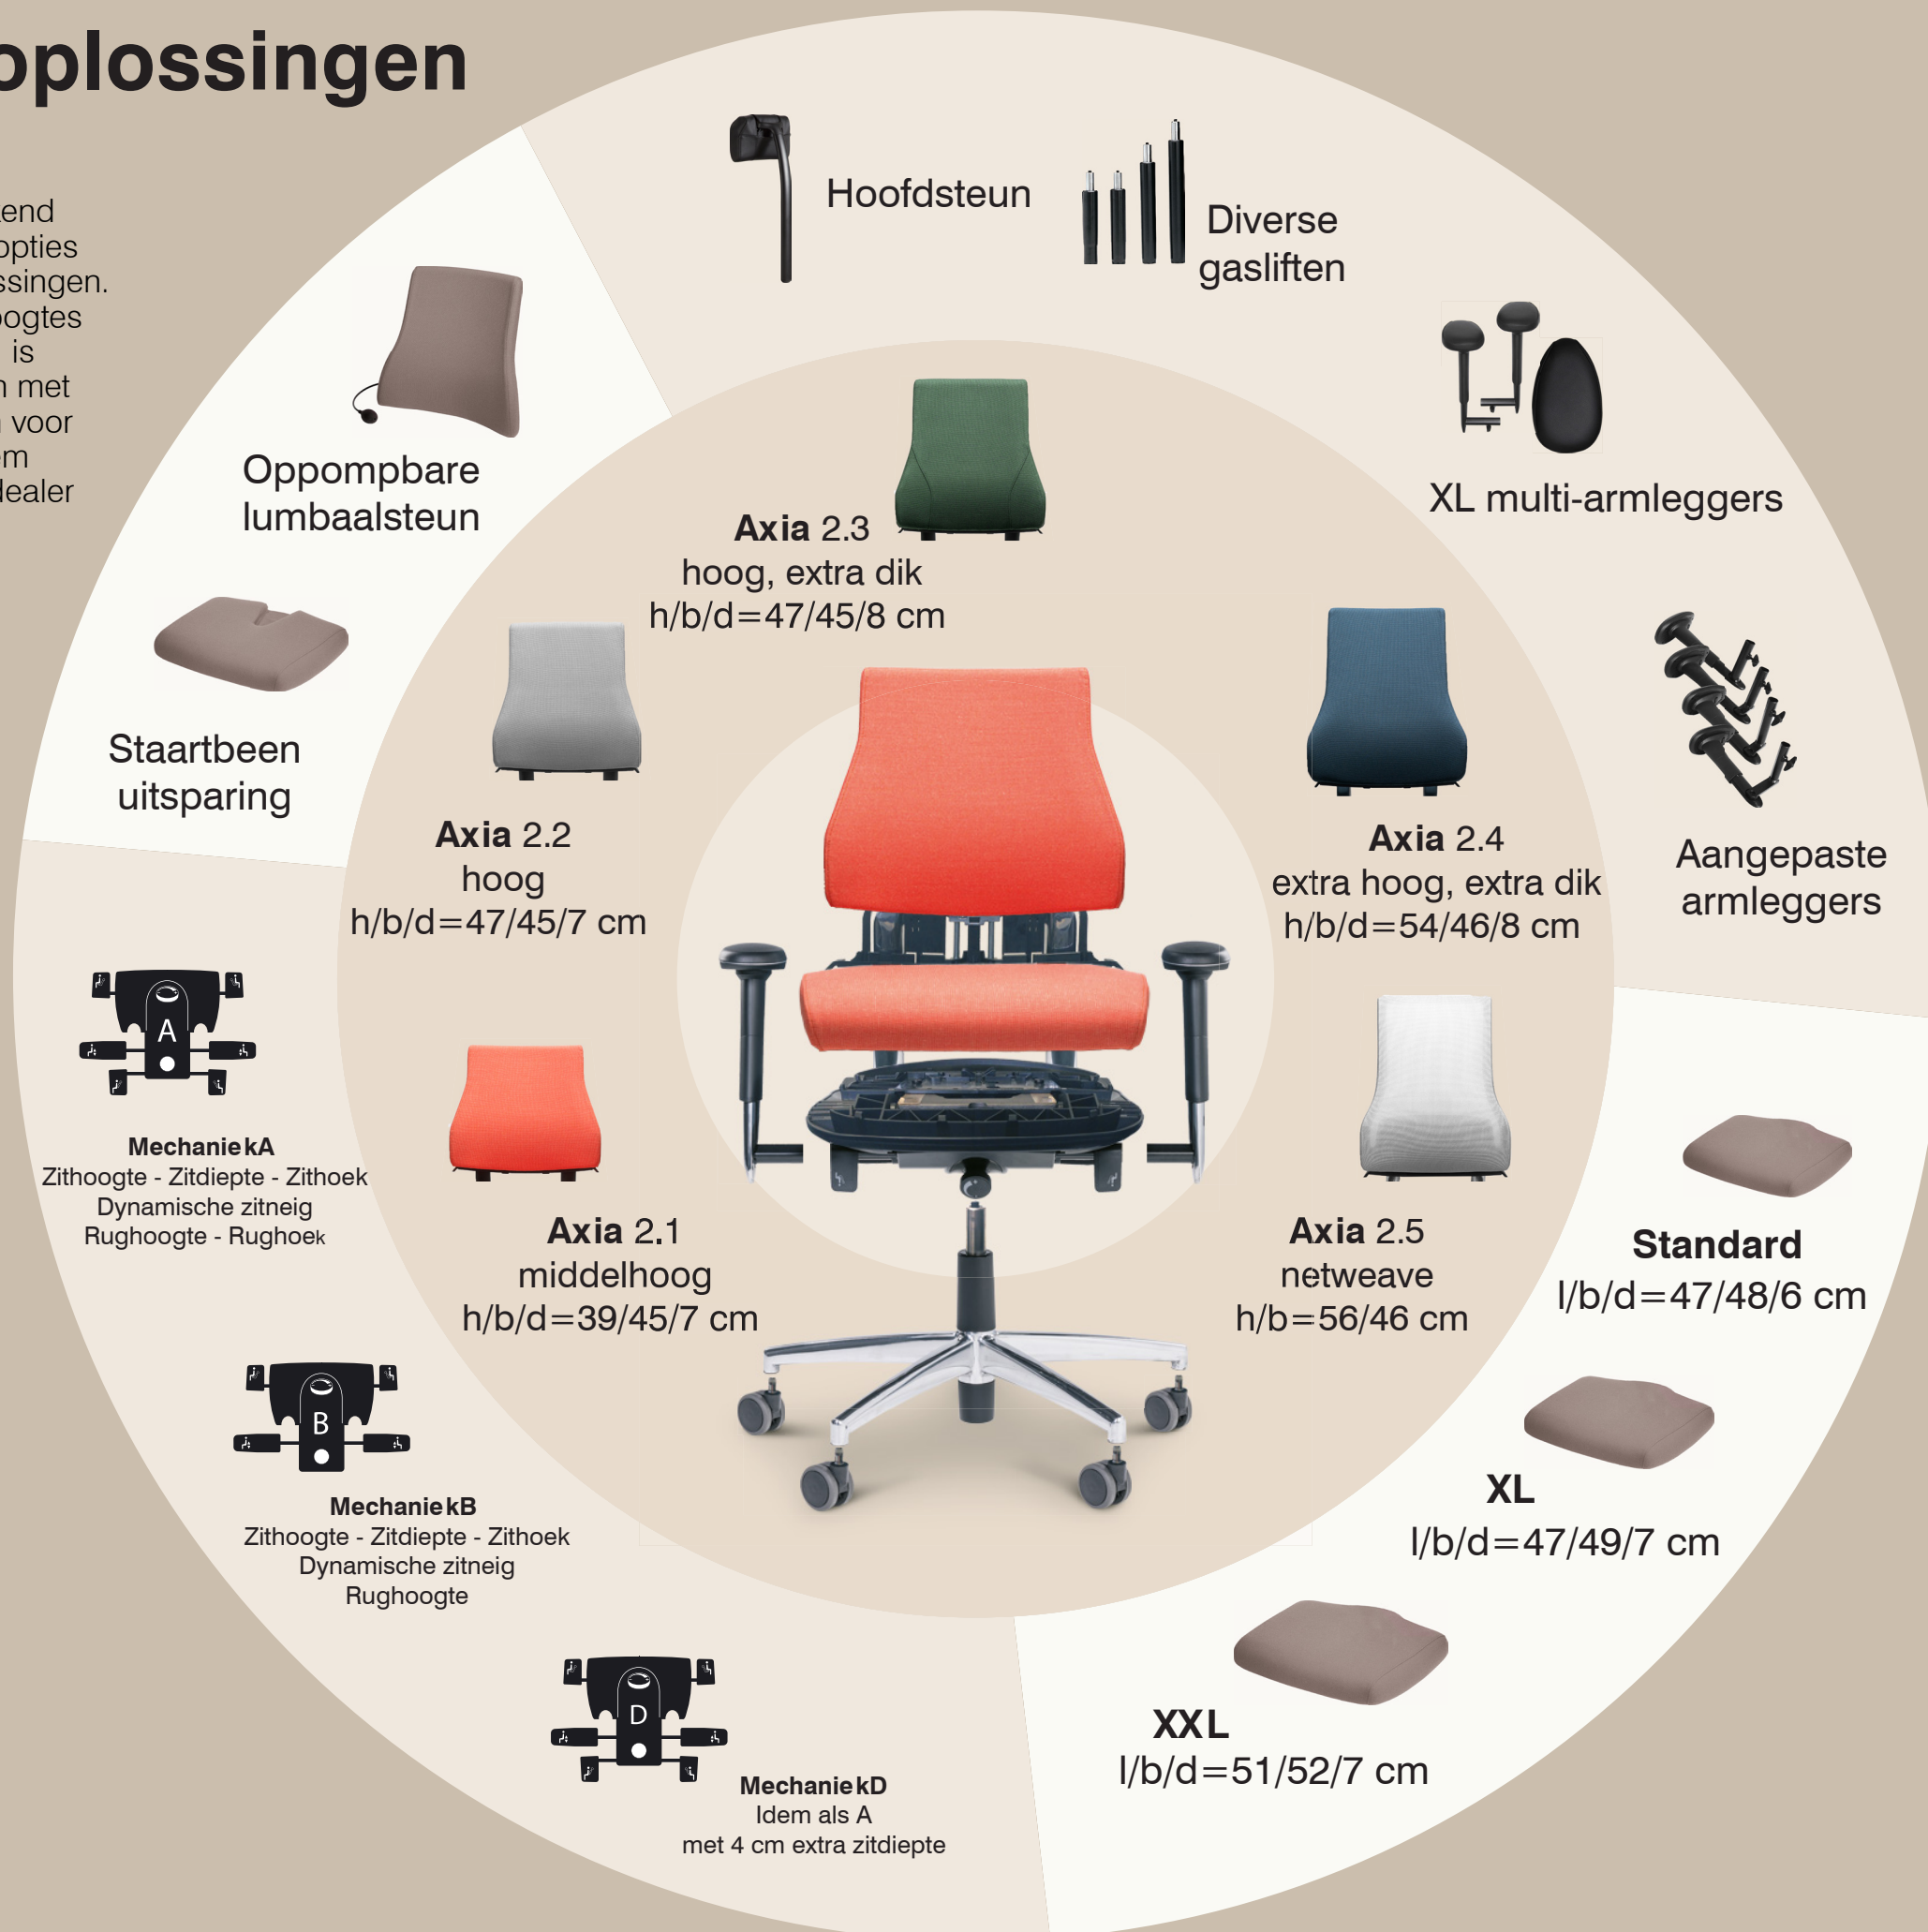 oplossingen
end
opties
ssingen.
oogtes
is
n met
voor
em
dealer
Hoofdsteun
Diverse
gasliften
XL multi-armleggers
Aangepaste
armleggers
Oppompbare
lumbaalsteun
Staartbeen
uitsparing
Axia 2.3
hoog, extra dik
h/b/d=47/45/8 cm
Axia 2.2
hoog
h/b/d=47/45/7 cm
Axia 2.4
extra hoog, extra dik
h/b/d=54/46/8 cm
Axia 2.1
middelhoog
h/b/d=39/45/7 cm
Axia 2.5
netweave
h/b=56/46 cm
A
Mechaniek A
Zithoogte - Zitdiepte - Zithoek
Dynamische zitneig
Rughoogte - Rughoek
B
Mechaniek B
Zithoogte - Zitdiepte - Zithoek
Dynamische zitneig
Rughoogte
D
Mechaniek D
Idem als A
met 4 cm extra zitdiepte
Standard
l/b/d=47/48/6 cm
XL
l/b/d=47/49/7 cm
XXL
l/b/d=51/52/7 cm